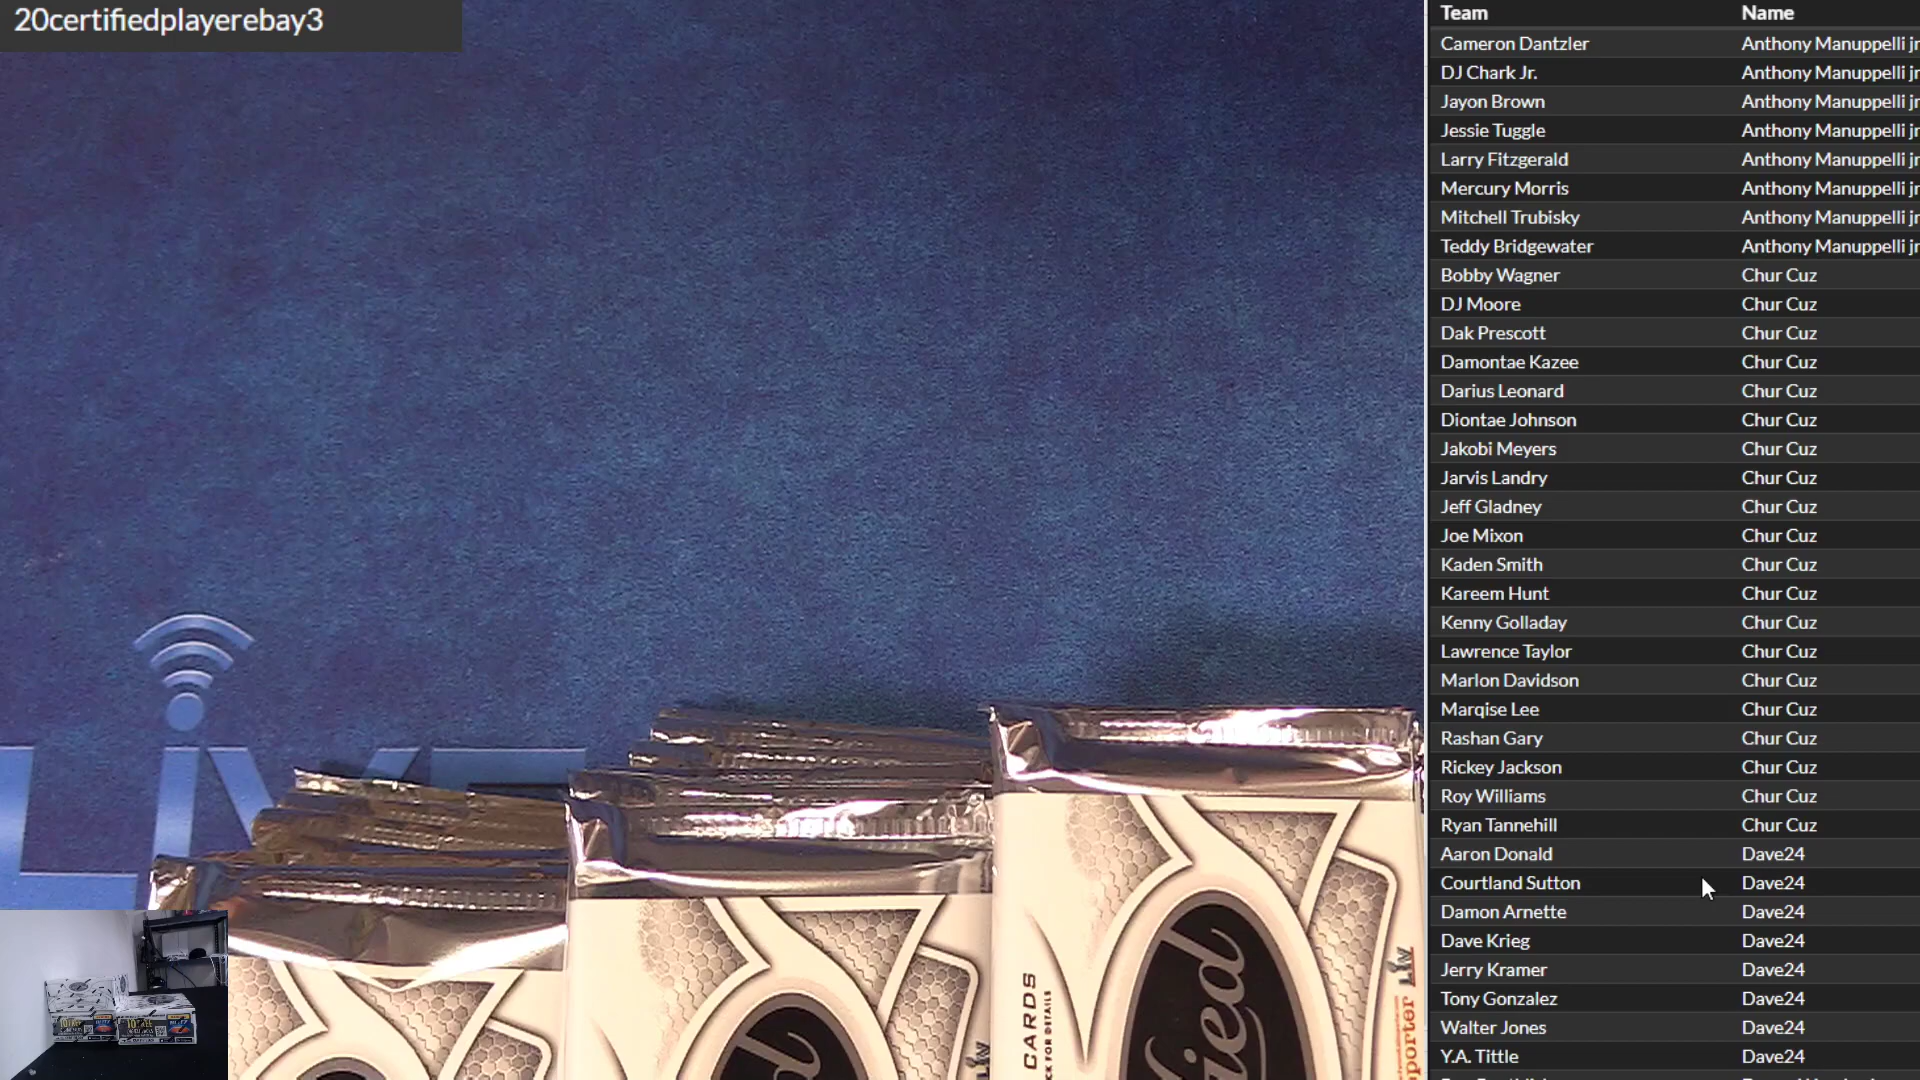 20certifiedplayerebay3
Team Name
Cameron Dantzler Anthony Manuppelli jr
DJ Chark Jr. Anthony Manuppelli jr
Jayon Brown Anthony Manuppelli jr
Jessie Tuggle Anthony Manuppelli jr
Larry Fitzgerald Anthony Manuppelli jr
Mercury Morris Anthony Manuppelli jr
Mitchell Trubisky Anthony Manuppelli jr
Teddy Bridgewater Anthony Manuppelli jr
Bobby Wagner Chur Cuz
DJ Moore Chur Cuz
Dak Prescott Chur Cuz
Damontae Kazee Chur Cuz
Darius Leonard Chur Cuz
Diontae Johnson Chur Cuz
Jakobi Meyers Chur Cuz
Jarvis Landry Chur Cuz
Jeff Gladney Chur Cuz
Joe Mixon Chur Cuz
Kaden Smith Chur Cuz
Kareem Hunt Chur Cuz
Kenny Golladay Chur Cuz
Lawrence Taylor Chur Cuz
Marlon Davidson Chur Cuz
Marqise Lee Chur Cuz
Rashan Gary Chur Cuz
Rickey Jackson Chur Cuz
Roy Williams Chur Cuz
Ryan Tannehill Chur Cuz
Aaron Donald Dave24
Courtland Sutton Dave24
Damon Arnette Dave24
Dave Krieg Dave24
Jerry Kramer Dave24
Tony Gonzalez Dave24
Walter Jones Dave24
Y.A. Tittle Dave24
LIVE
CARDS
CK FOR DETAILS
fied
porter LIV